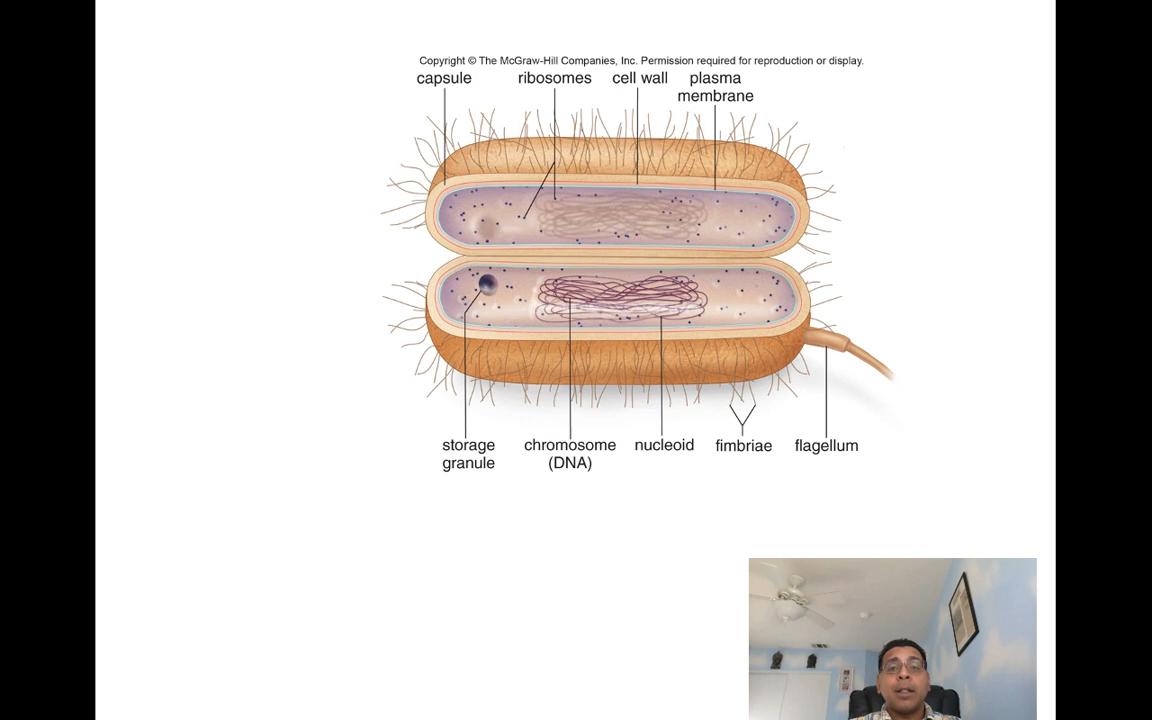 Copyright © The McGraw-Hill Companies, Inc. Permission required for reproduction or display.
capsule ribosomes cell wall plasma
membrane
storage chromosome nucleoid fimbriae flagellum
granule (DNA)